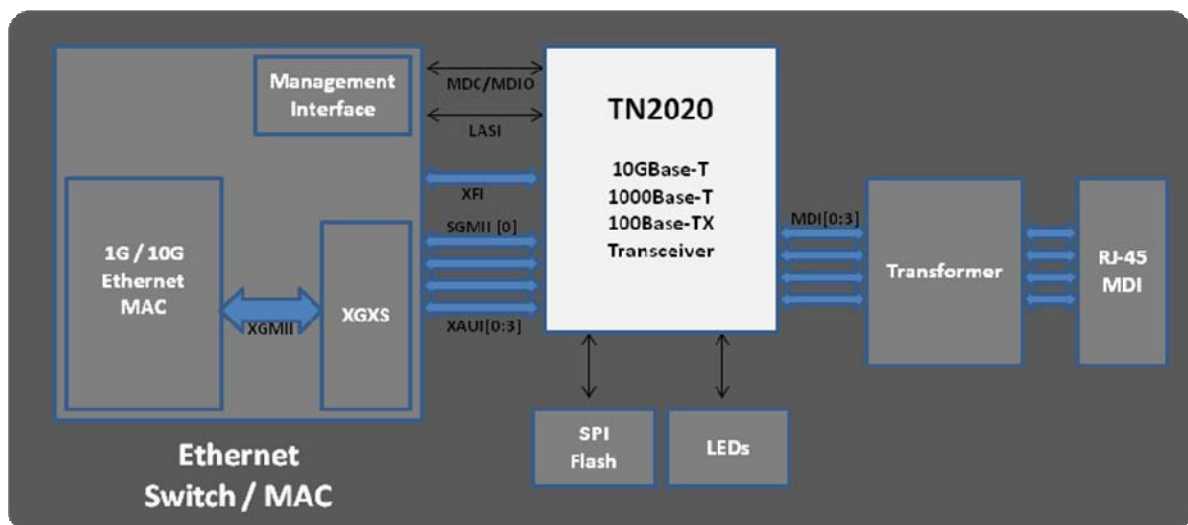 Management
Interface
MDC/MDIO
LASI
XFI
SGMII [0]
XAUI[0:3]
1G / 10G
Ethernet
MAC
XGMII
XGXS
Ethernet
Switch / MAC
TN2020
10GBase-T
1000Base-T
100Base-TX
Transceiver
MDI[0:3]
Transformer
RJ-45
MDI
SPI
Flash
LEDs